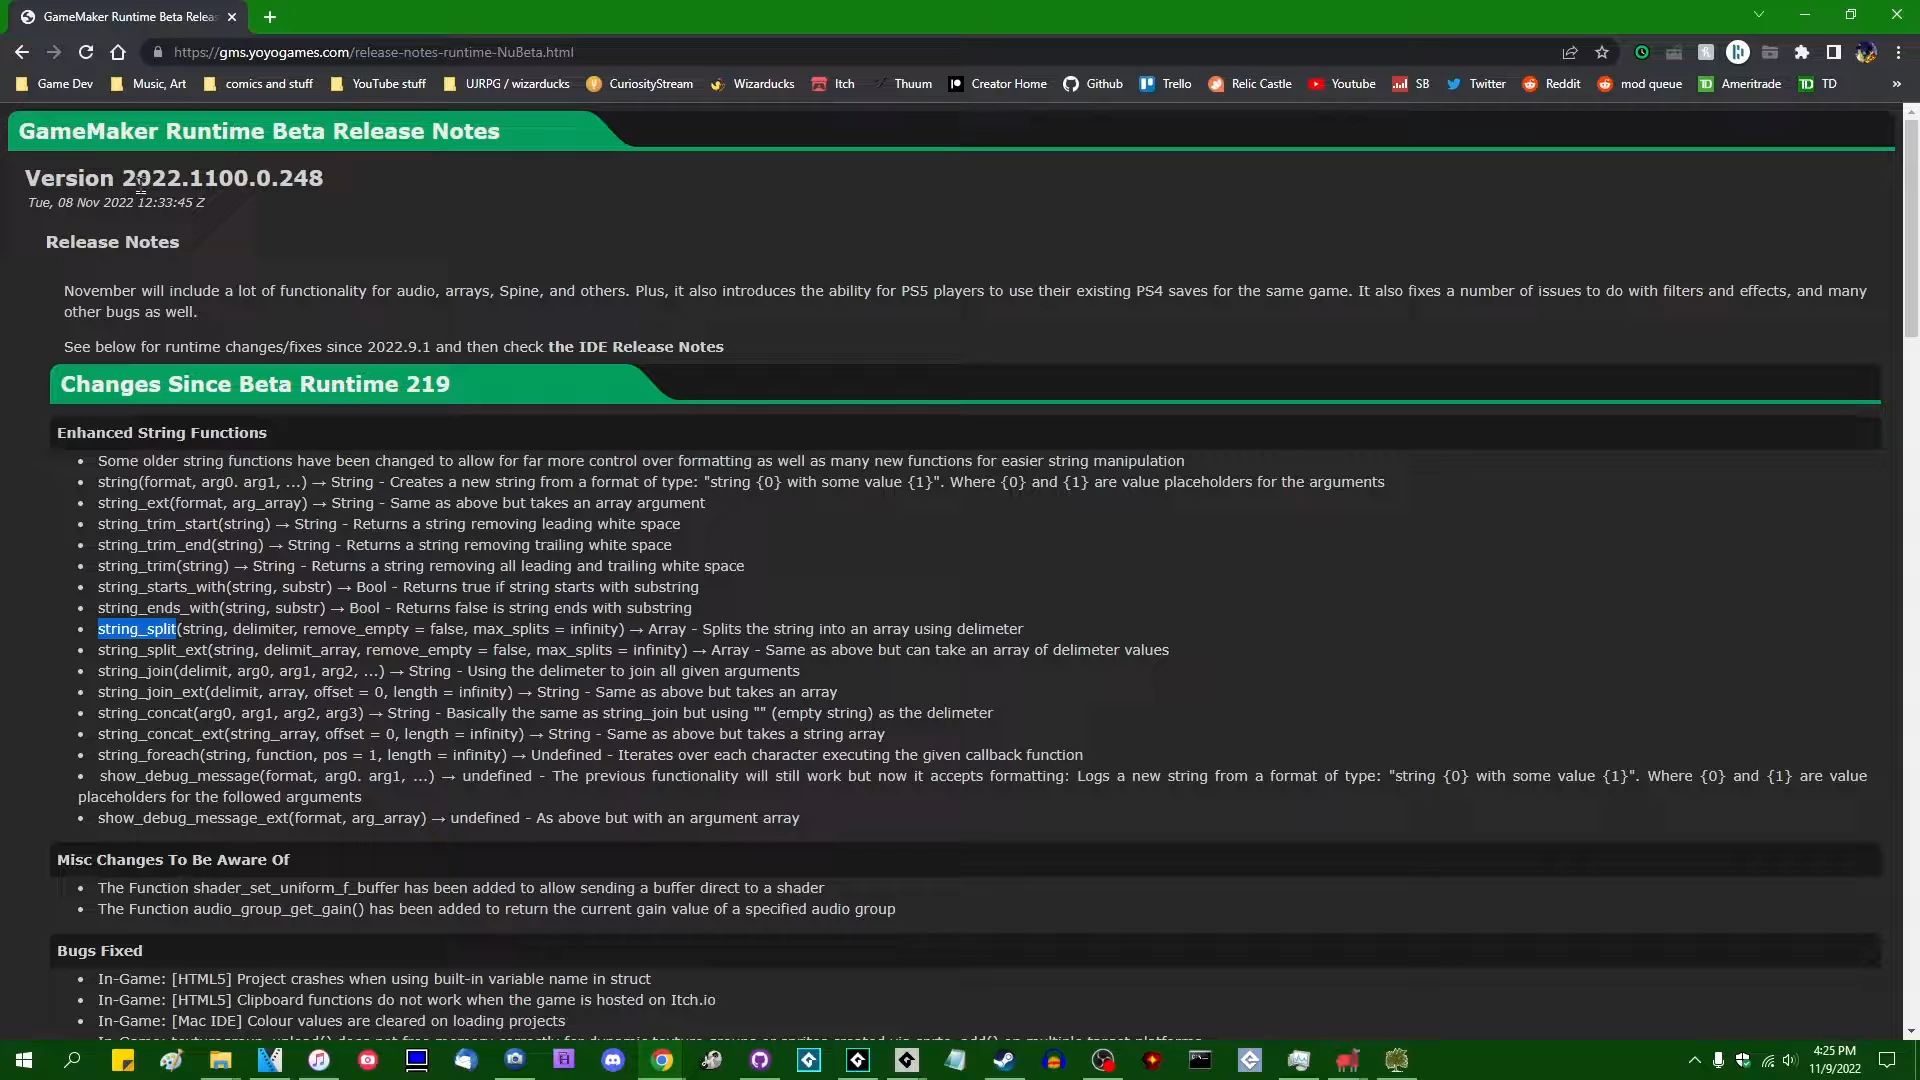 GameMaker Runtime Beta Relea
https://gms.yoyogames.com/release-notes-runtime-NuBeta.html
Game Dev Music, Art comics and stuff YouTube stuff UJRPG / wizarducks CuriosityStream Wizarducks Itch Thuum Creator Home Github Trello Relic Castle Youtube SB Twitter Reddit mod queue Ameritrade TD
GameMaker Runtime Beta Release Notes
Version 2022.1100.0.248
Tue, 08 Nov 2022 12:33:45 Z
Release Notes
November will include a lot of functionality for audio, arrays, Spine, and others. Plus, it also introduces the ability for PS5 players to use their existing PS4 saves for the same game. It also fixes a number of issues to do with filters and effects, and many
other bugs as well.
See below for runtime changes/fixes since 2022.9.1 and then check the IDE Release Notes
Changes Since Beta Runtime 219
Enhanced String Functions
• Some older string functions have been changed to allow for far more control over formatting as well as many new functions for easier string manipulation
• string(format, arg0. arg1, ...) → String - Creates a new string from a format of type: "string {0} with some value {1}". Where {0} and {1} are value placeholders for the arguments
• string_ext(format, arg_array) → String - Same as above but takes an array argument
• string_trim_start(string) → String - Returns a string removing leading white space
• string_trim_end(string) → String - Returns a string removing trailing white space
• string_trim(string) → String - Returns a string removing all leading and trailing white space
• string_starts_with(string, substr) → Bool - Returns true if string starts with substring
• string_ends_with(string, substr) → Bool - Returns false is string ends with substring
• string_split(string, delimiter, remove_empty = false, max_splits = infinity) → Array - Splits the string into an array using delimeter
• string_split_ext(string, delimit_array, remove_empty = false, max_splits = infinity) → Array - Same as above but can take an array of delimeter values
• string_join(delimit, arg0, arg1, arg2, ...) → String - Using the delimeter to join all given arguments
• string_join_ext(delimit, array, offset = 0, length = infinity) → String - Same as above but takes an array
• string_concat(arg0, arg1, arg2, arg3) → String - Basically the same as string_join but using "" (empty string) as the delimeter
• string_concat_ext(string_array, offset = 0, length = infinity) → String - Same as above but takes a string array
• string_foreach(string, function, pos = 1, length = infinity) → Undefined - Iterates over each character executing the given callback function
• show_debug_message(format, arg0. arg1, ...) → undefined - The previous functionality will still work but now it accepts formatting: Logs a new string from a format of type: "string {0} with some value {1}". Where {0} and {1} are value
placeholders for the followed arguments
• show_debug_message_ext(format, arg_array) → undefined - As above but with an argument array
Misc Changes To Be Aware Of
• The Function shader_set_uniform_f_buffer has been added to allow sending a buffer direct to a shader
• The Function audio_group_get_gain() has been added to return the current gain value of a specified audio group
Bugs Fixed
• In-Game: [HTML5] Project crashes when using built-in variable name in struct
• In-Game: [HTML5] Clipboard functions do not work when the game is hosted on Itch.io
• In-Game: [Mac IDE] Colour values are cleared on loading projects
4:25 PM
11/9/2022